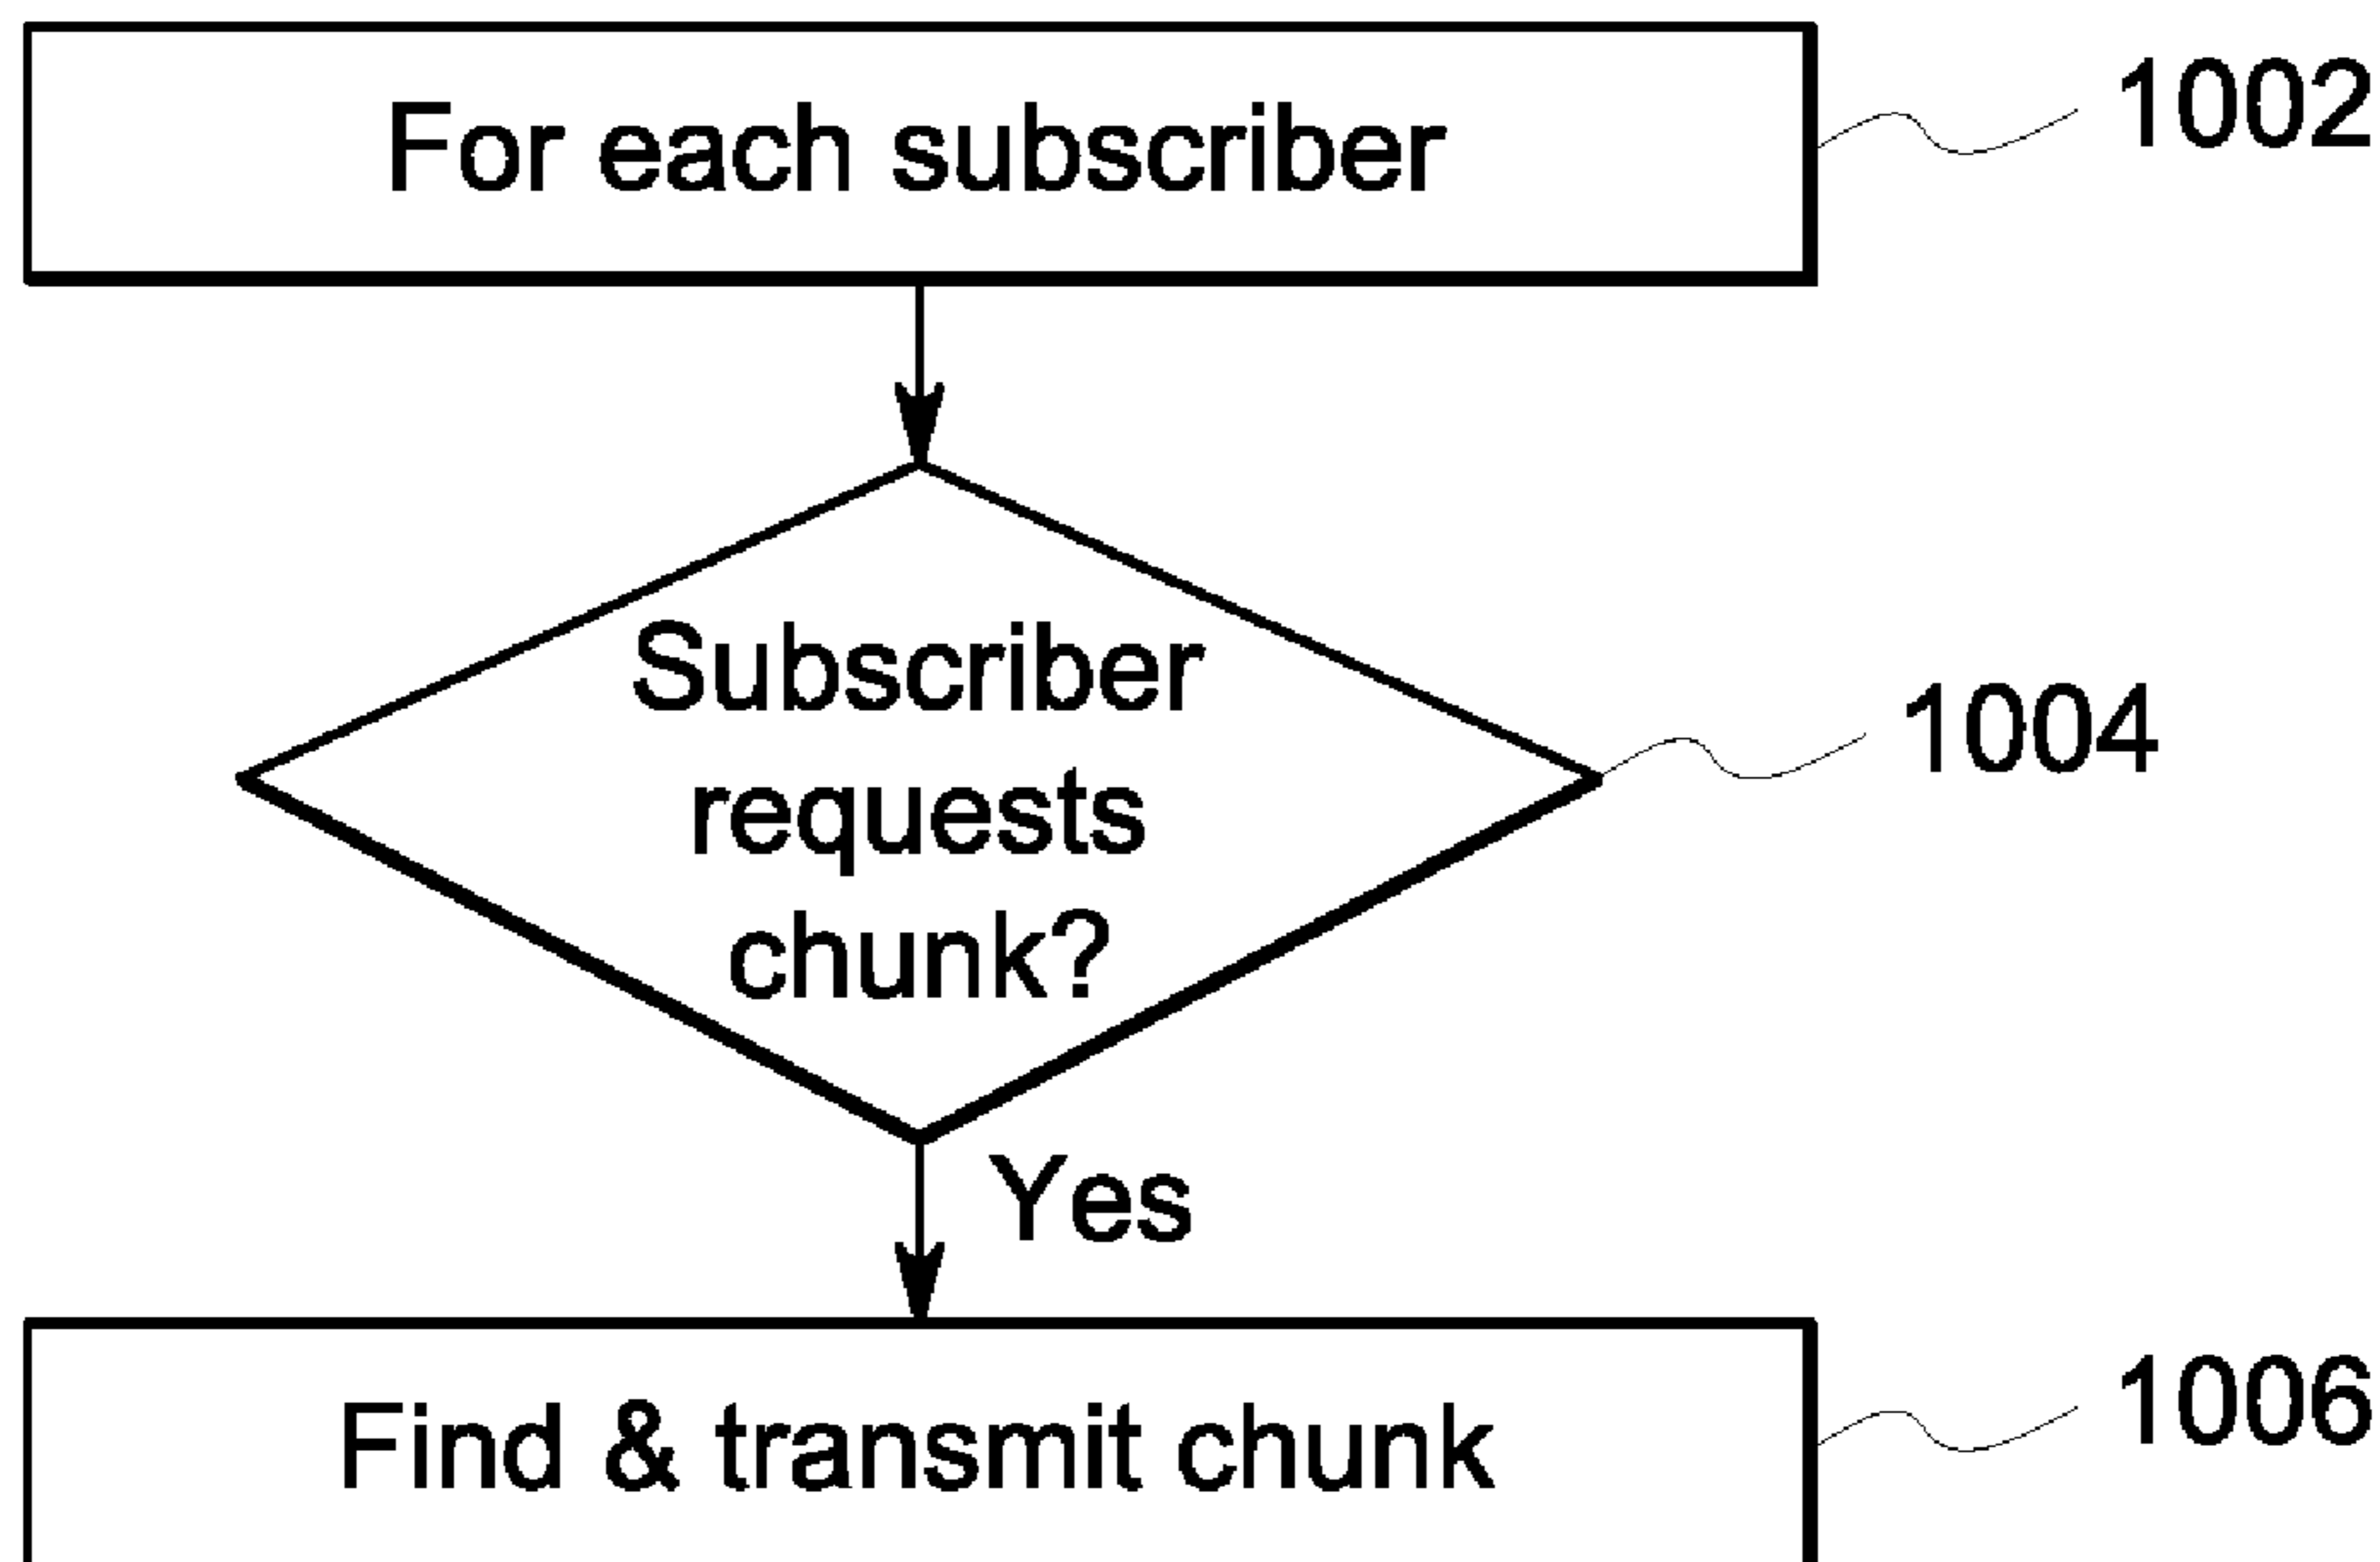 For each subscriber
1002
Subscriber
requests
chunk?
1004
Yes
Find & transmit chunk
1006